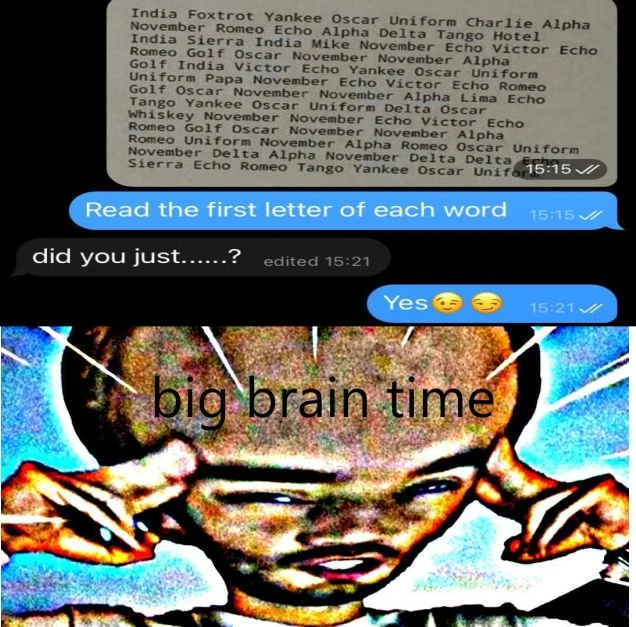 India Foxtrot Yankee Oscar Uniform Charlie Alpha
November Romeo Echo Alpha Delta Tango Hotel
India Sierra India Mike November Echo Victor Echo
Romeo Golf Oscar November November Alpha
Golf India Victor Echo Yankee Oscar Uniform
Uniform Papa November Echo Victor Echo Romeo
Golf Oscar November November Alpha Lima Echo
Tango Yankee Oscar Uniform Delta Oscar
Whiskey November November Echo Victor Echo
Romeo Golf Oscar November November Alpha
Romeo Uniform November Alpha Romeo Oscar Uniform
November Delta Alpha November Delta Delta Echo
Sierra Echo Romeo Tango Yankee Oscar Uniform
15:15
Read the first letter of each word 15:15
did you just......? edited 15:21
Yes😉😏 15:21
big brain time